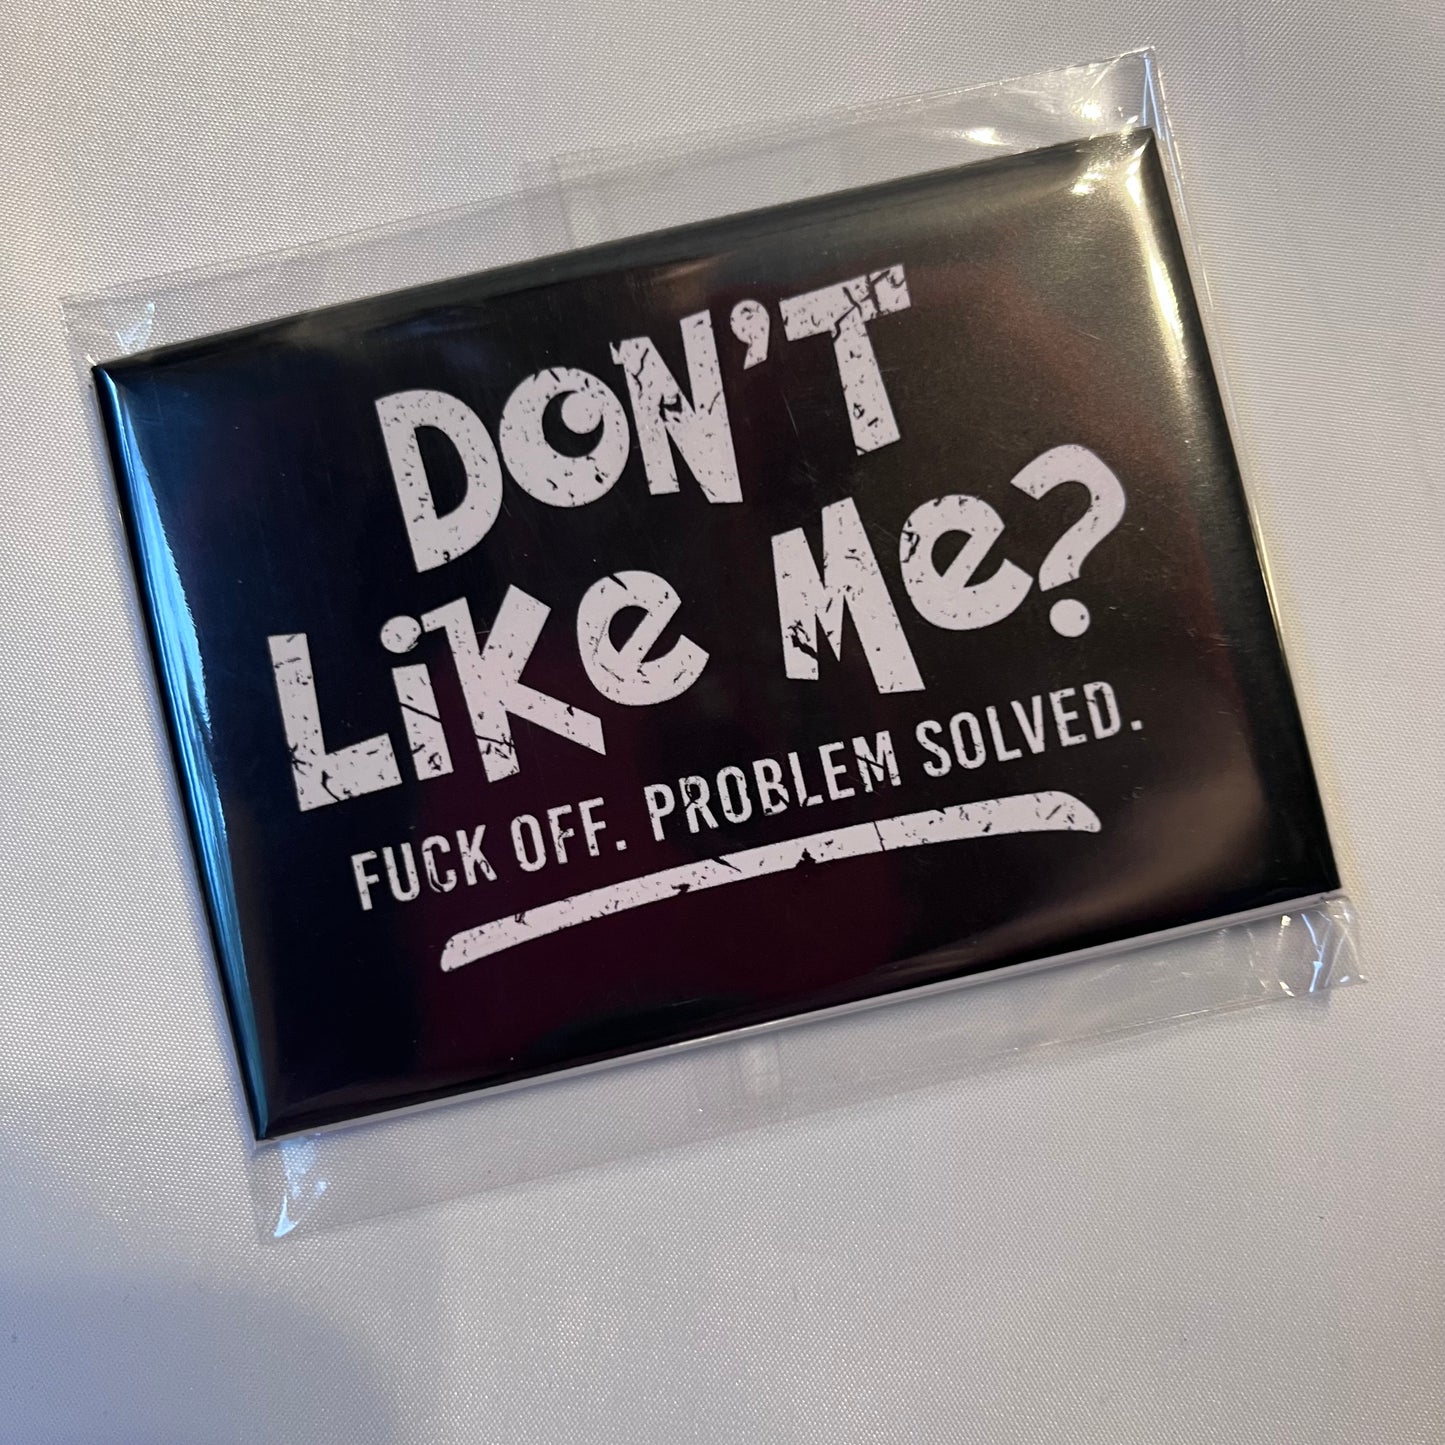 DON'T
LiKe Me?
FUCK OFF. PROBLEM SOLVED.